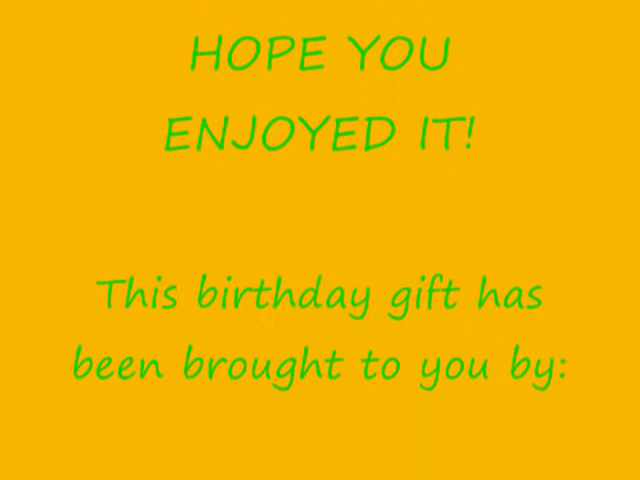 HOPE YOU
ENJOYED IT!
This birthday gift has
been brought to you by: